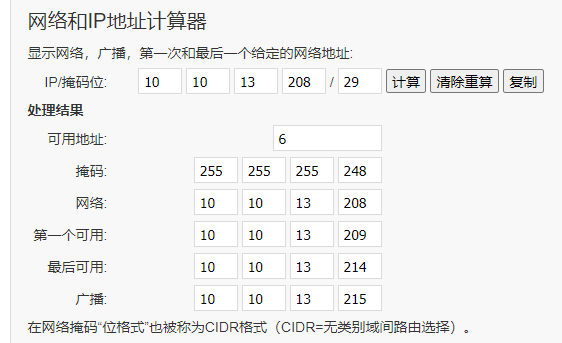 网络和IP地址计算器
显示网络，广播，第一次和最后一个给定的网络地址:
IP/掩码位: 10 10 13 208 / 29 计算 清除重算 复制
处理结果
可用地址: 6
掩码: 255 255 255 248
网络: 10 10 13 208
第一个可用: 10 10 13 209
最后可用: 10 10 13 214
广播: 10 10 13 215
在网络掩码“位格式”也被称为CIDR格式（CIDR=无类别域间路由选择）。